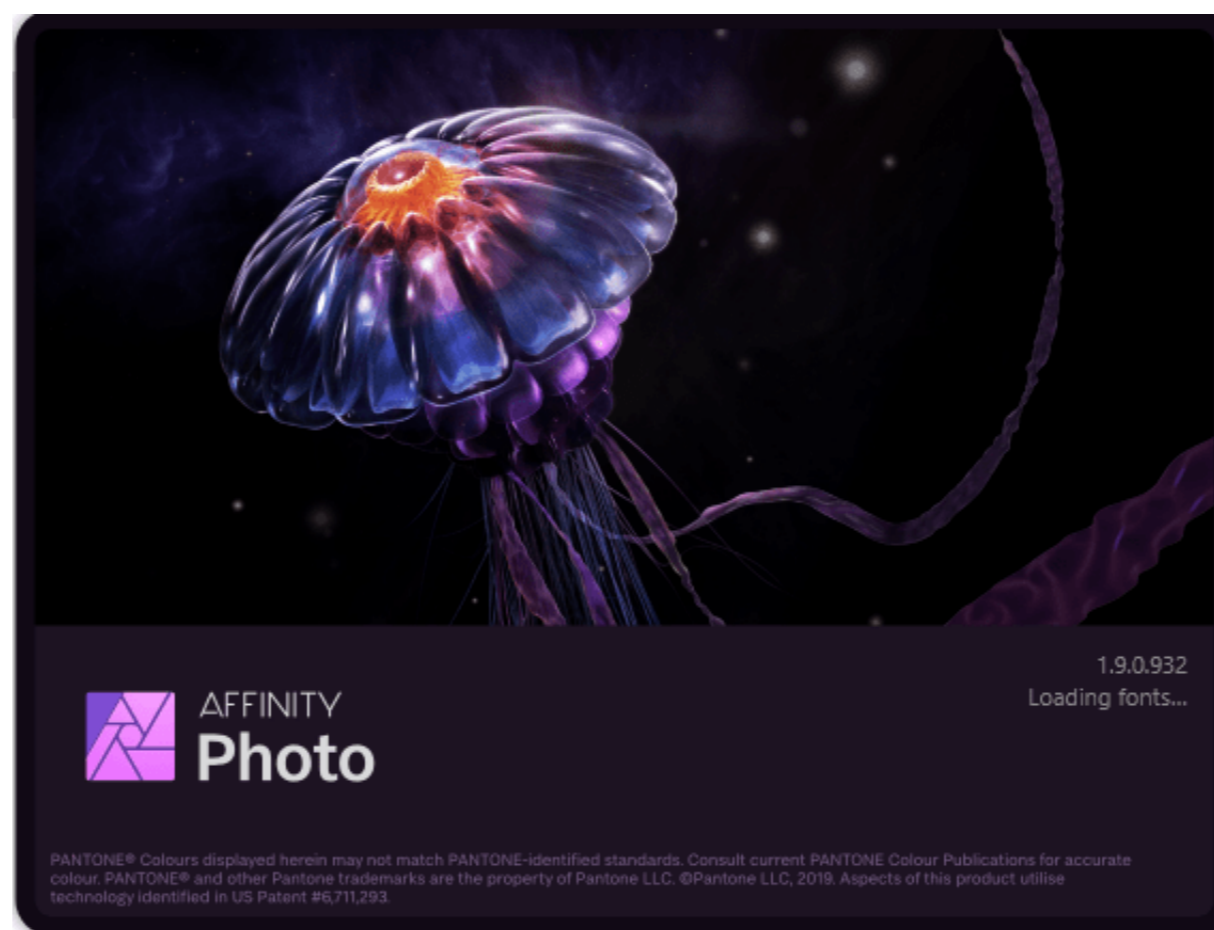 1.9.0.932
Loading fonts...
AFFINITY
Photo
PANTONE® Colours displayed herein may not match PANTONE-identified standards. Consult current PANTONE Colour Publications for accurate
colour. PANTONE® and other Pantone trademarks are the property of Pantone LLC. ©Pantone LLC, 2019. Aspects of this product utilise
technology identified in US Patent #6,711,293.